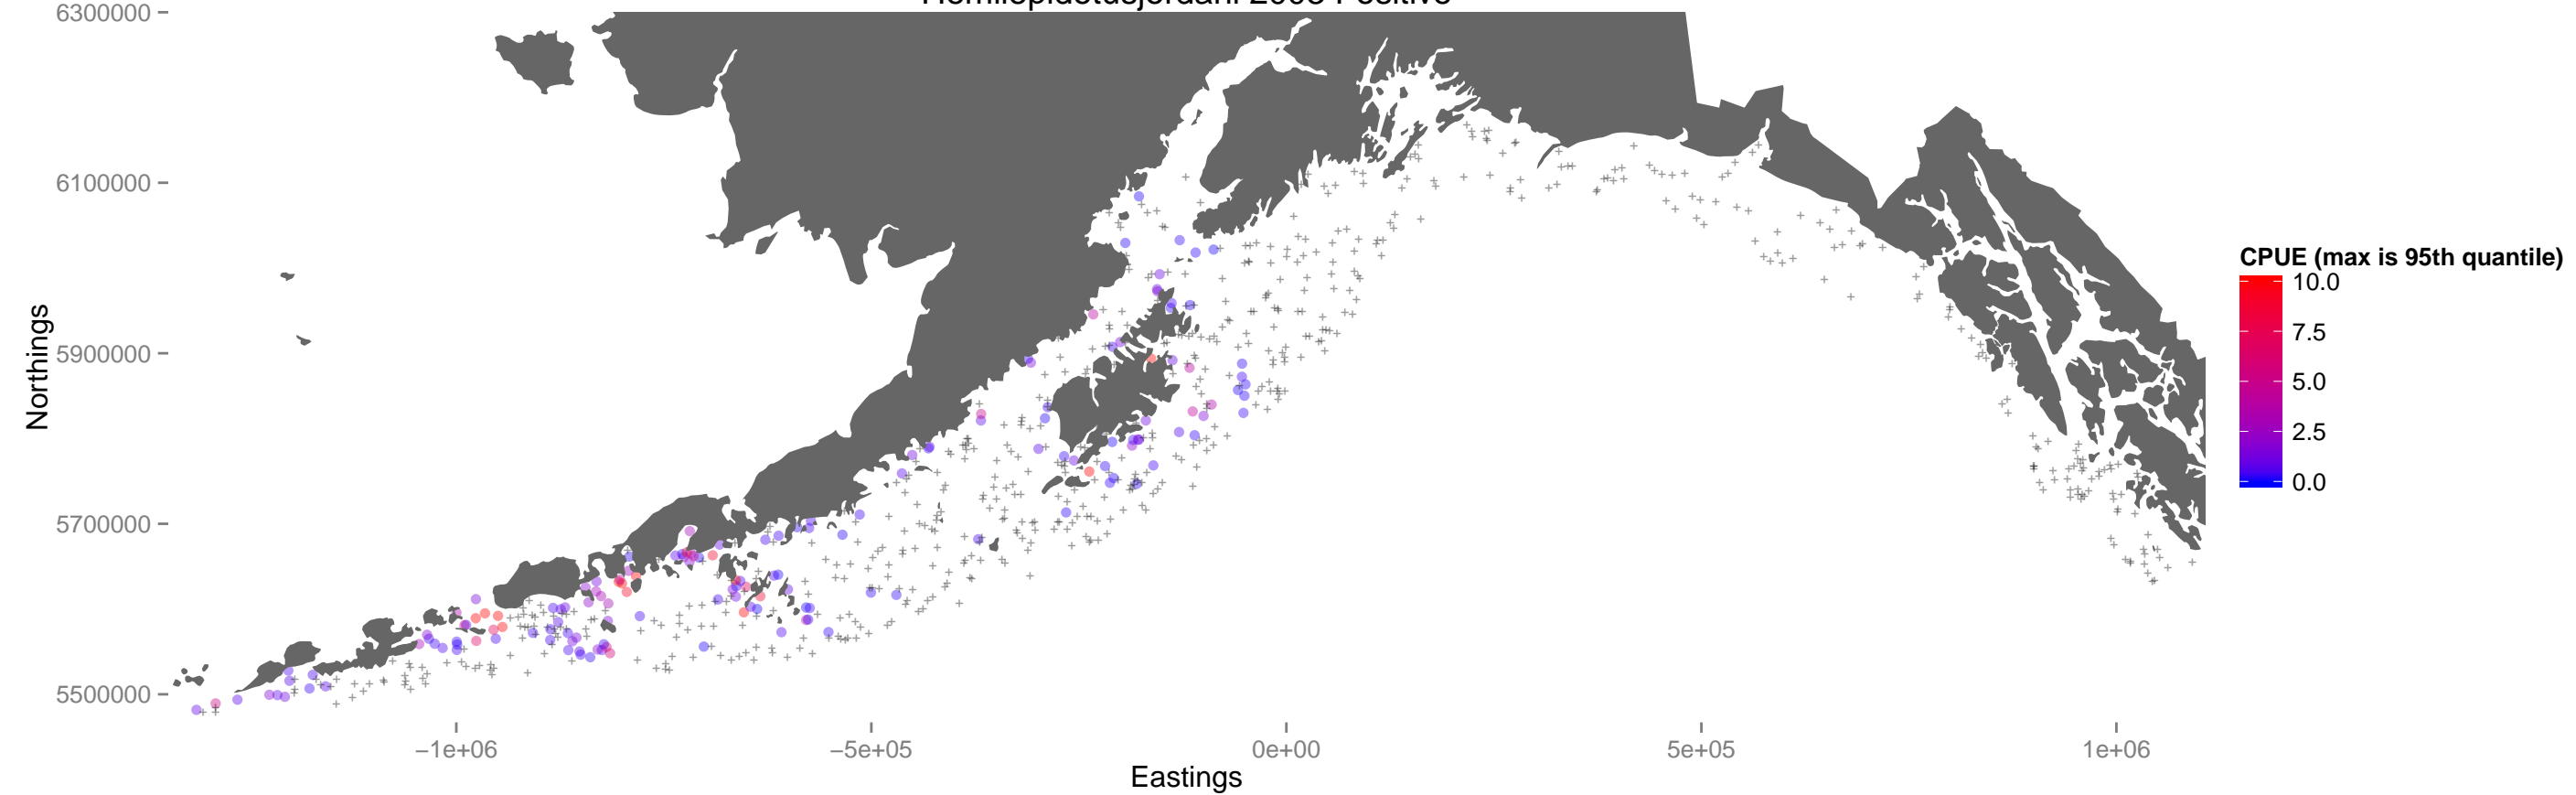 6300000
6100000
5900000
5700000
5500000
Northings
−1e+06
−5e+05
0e+00
5e+05
1e+06
Eastings
CPUE (max is 95th quantile)
10.0
7.5
5.0
2.5
0.0